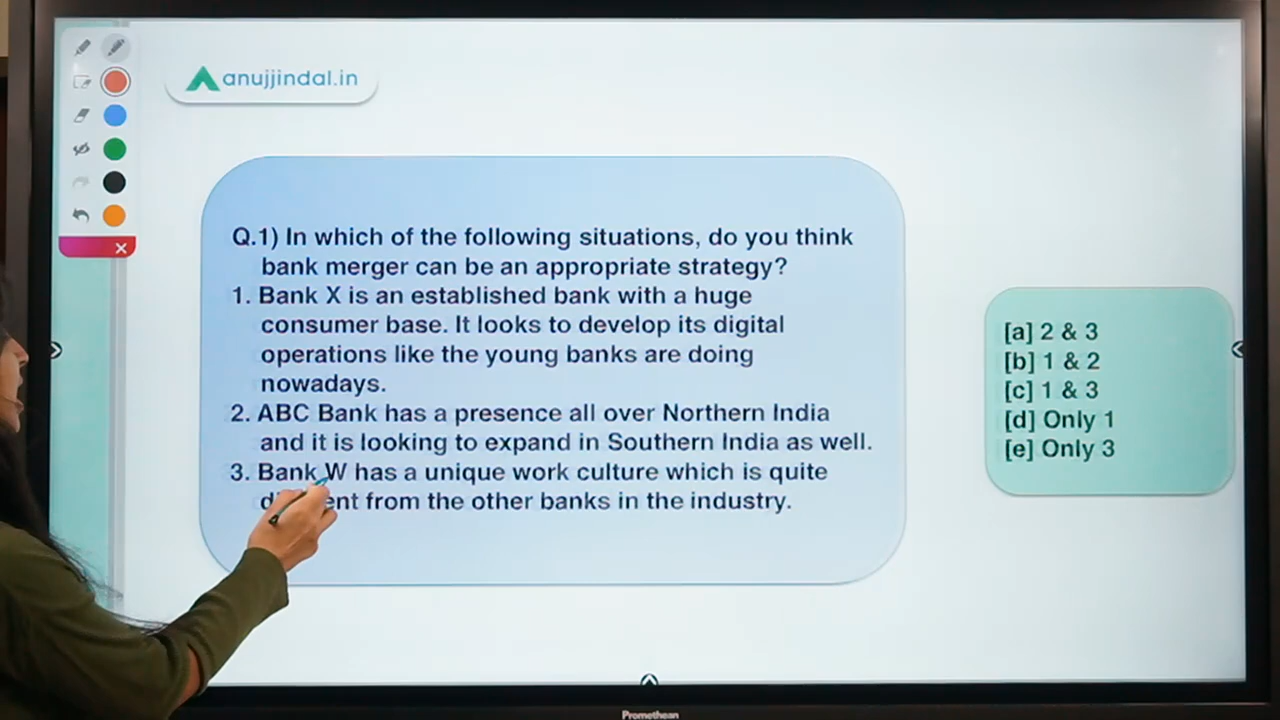 anujjindal.in
Q.1) In which of the following situations, do you think
bank merger can be an appropriate strategy?
1. Bank X is an established bank with a huge
consumer base. It looks to develop its digital
operations like the young banks are doing
nowadays.
2. ABC Bank has a presence all over Northern India
and it is looking to expand in Southern India as well.
3. Bank W has a unique work culture which is quite
from the other banks in the industry.
[a] 2 & 3
[b] 1 & 2
[c] 1 & 3
[d] Only 1
[e] Only 3
Promethean